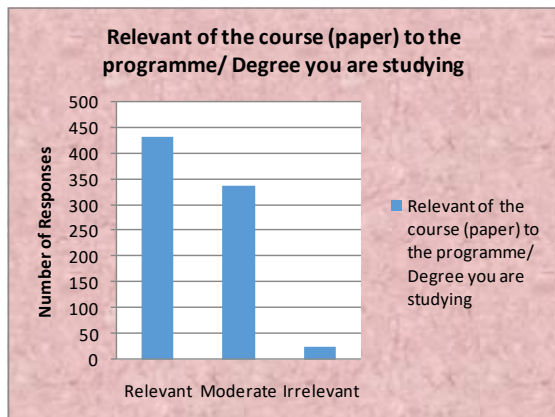 Relevant of the course (paper) to the
programme/ Degree you are studying
Number of Responses
500
450
400
350
300
250
200
150
100
50
0
Relevant Moderate Irrelevant
Relevant of the
course (paper) to
the programme/
Degree you are
studying